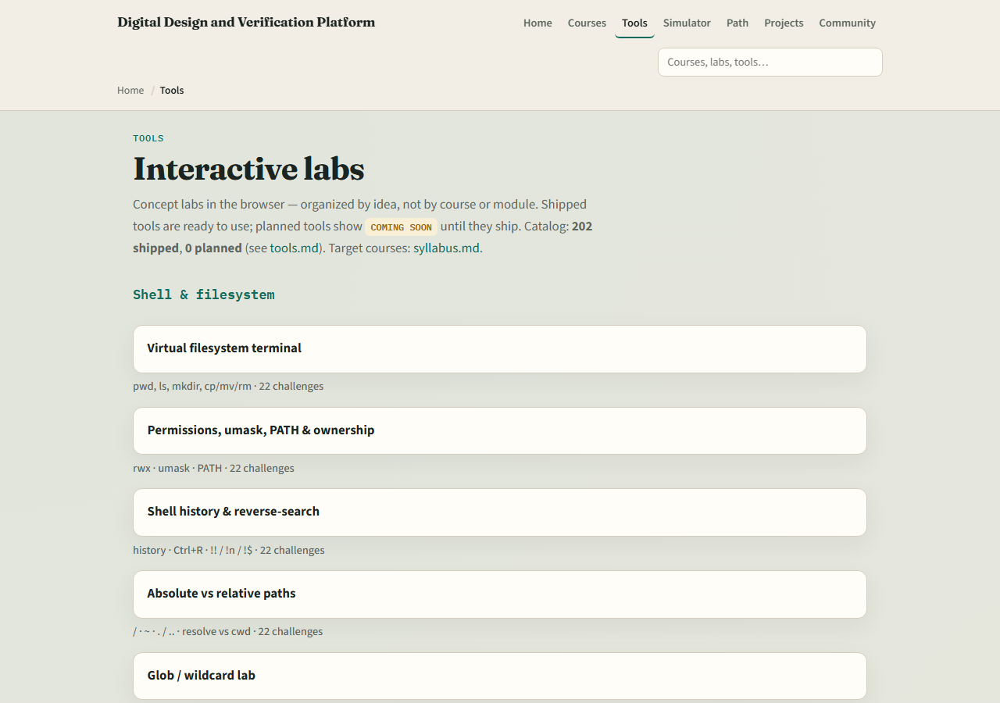 Digital Design and Verification Platform
Home Courses Tools Simulator Path Projects Community
Courses, labs, tools…
Home / Tools
TOOLS
Interactive labs
Concept labs in the browser — organized by idea, not by course or module. Shipped
tools are ready to use; planned tools show COMING SOON until they ship. Catalog: 202
shipped, 0 planned (see tools.md). Target courses: syllabus.md.
Shell & filesystem
Virtual filesystem terminal
pwd, ls, mkdir, cp/mv/rm · 22 challenges
Permissions, umask, PATH & ownership
rwx · umask · PATH · 22 challenges
Shell history & reverse-search
history · Ctrl+R · !! / !n / !$ · 22 challenges
Absolute vs relative paths
/ · ~ · . / .. · resolve vs cwd · 22 challenges
Glob / wildcard lab